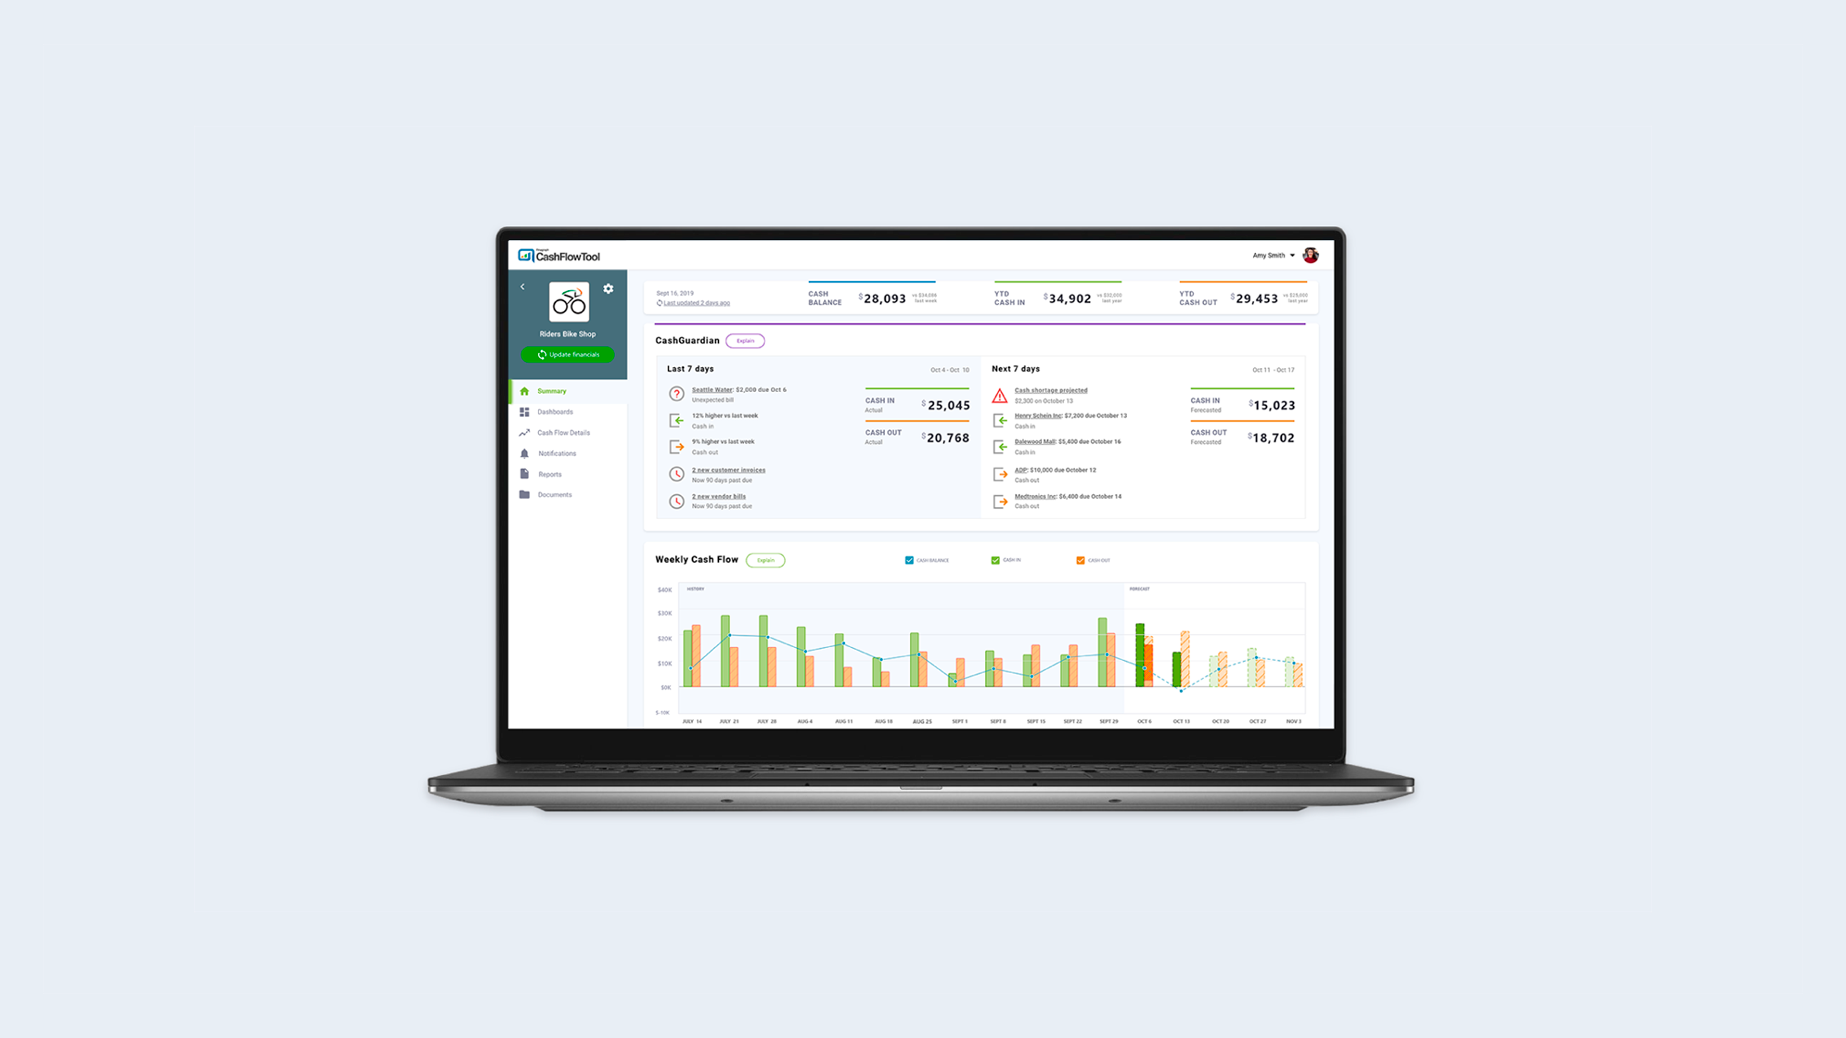 Finagraph
CashFlowTool
Amy Smith
Riders Bike Shop
Update financials
Summary
Dashboards
Cash Flow Details
Notifications
Reports
Documents
Sept 16, 2019
Last updated 2 days ago
CASH BALANCE
$28,093
last week
YTD CASH IN
$34,902
vs $32,000 last year
YTD CASH OUT
$29,453
last year
CashGuardian
Explain
Last 7 days
Oct 4 - Oct 10
Seattle Water: $2,000 due Oct 6
Unexpected bill
12% higher vs last week
Cash in
9% higher vs last week
Cash out
2 new customer invoices
Now 90 days past due
2 new vendor bills
Now 90 days past due
CASH IN
Actual
$25,045
CASH OUT
Actual
$20,768
Next 7 days
Oct 11 - Oct 17
Cash shortage projected
$2,300 on October 13
Henry Schein Inc: $7,200 due October 13
Cash in
Dalewood Mall: $5,400 due October 16
Cash in
ADP: $10,000 due October 12
Cash out
Medtronics Inc: $6,400 due October 14
Cash out
CASH IN
Forecasted
$15,023
CASH OUT
Forecasted
$18,702
Weekly Cash Flow
Explain
CASH BALANCE
CASH IN
CASH OUT
HISTORY
FORECAST
$40K
$30K
$20K
$10K
$0K
$-10K
JULY 14
JULY 21
JULY 28
AUG 4
AUG 11
AUG 18
AUG 25
SEPT 1
SEPT 8
SEPT 15
SEPT 22
SEPT 29
OCT 6
OCT 13
OCT 20
OCT 27
NOV 3